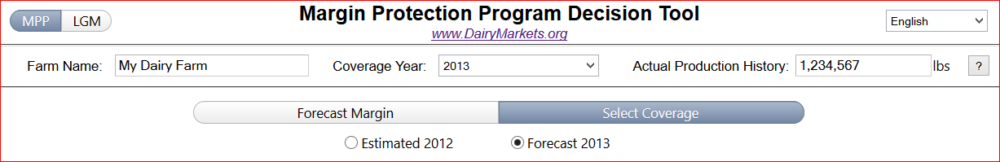 MPP LGM
Margin Protection Program Decision Tool
www.DairyMarkets.org
English
Farm Name: My Dairy Farm Coverage Year: 2013 Actual Production History: 1,234,567 lbs ?
Forecast Margin Select Coverage
Estimated 2012 Forecast 2013